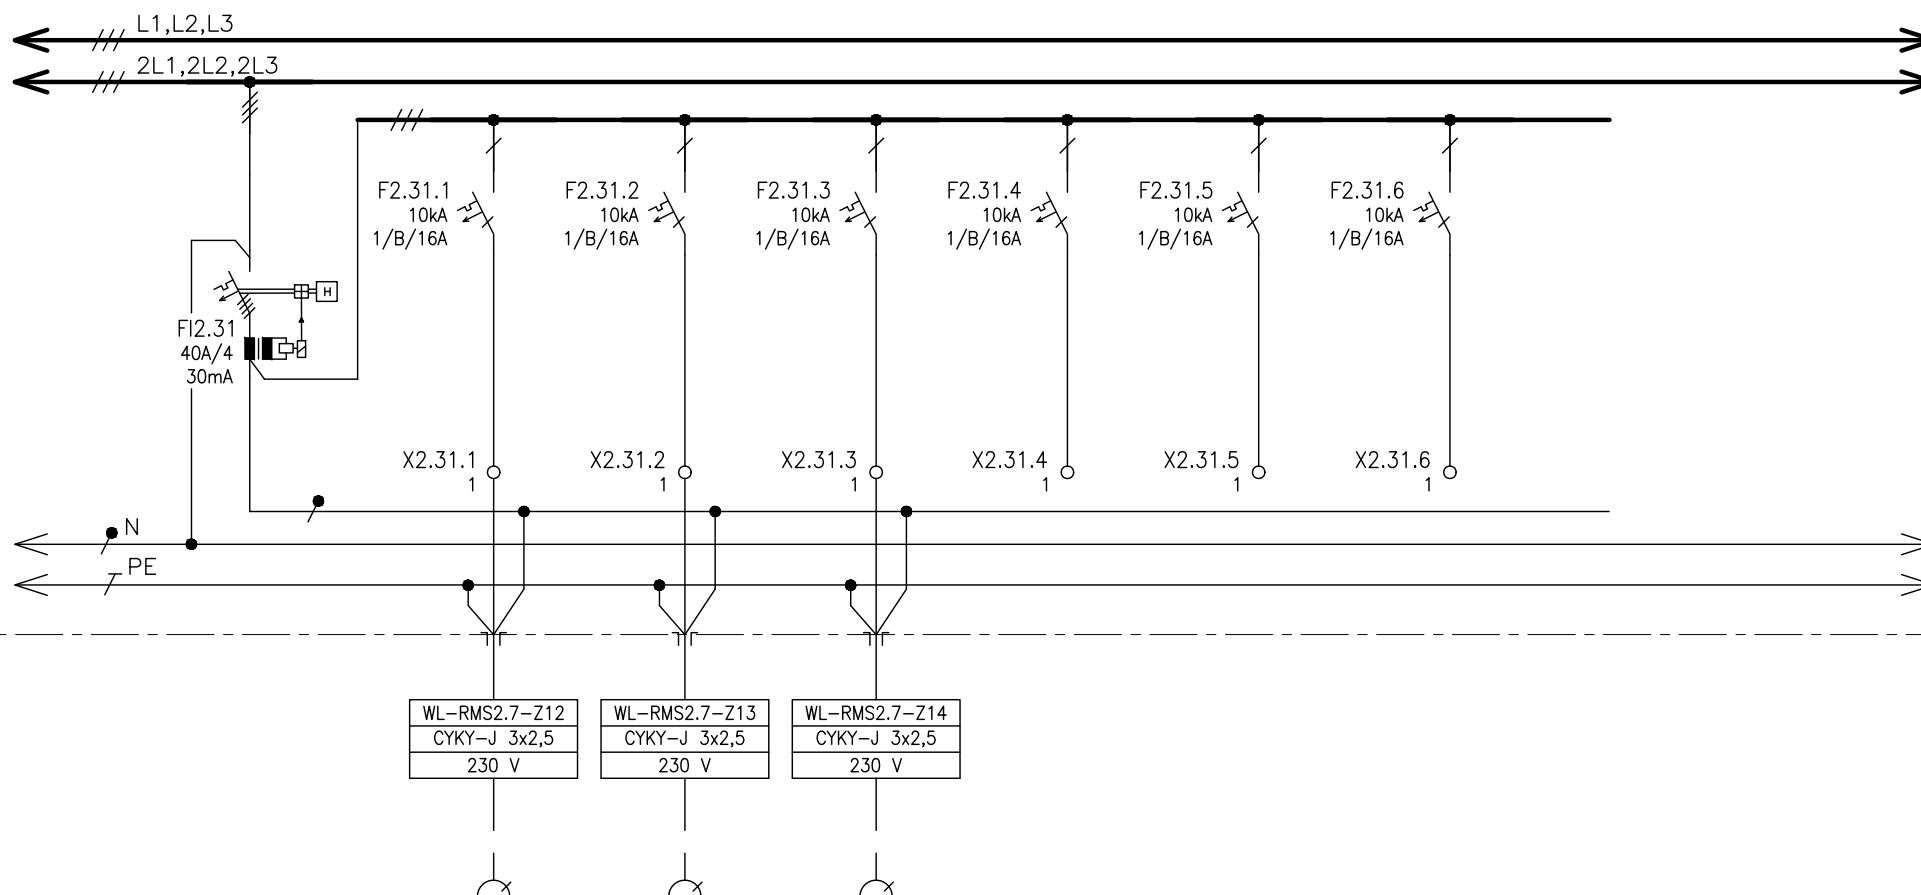 L1,L2,L3
2L1,2L2,2L3
F2.31.1
10kA
1/B/16A
F2.31.2
10kA
1/B/16A
F2.31.3
10kA
1/B/16A
F2.31.4
10kA
1/B/16A
F2.31.5
10kA
1/B/16A
F2.31.6
10kA
1/B/16A
H
FI2.31
40A/4
30mA
X2.31.1
1
X2.31.2
1
X2.31.3
1
X2.31.4
1
X2.31.5
1
X2.31.6
1
N
PE
WL-RMS2.7-Z12
CYKY-J 3x2,5
230 V
WL-RMS2.7-Z13
CYKY-J 3x2,5
230 V
WL-RMS2.7-Z14
CYKY-J 3x2,5
230 V